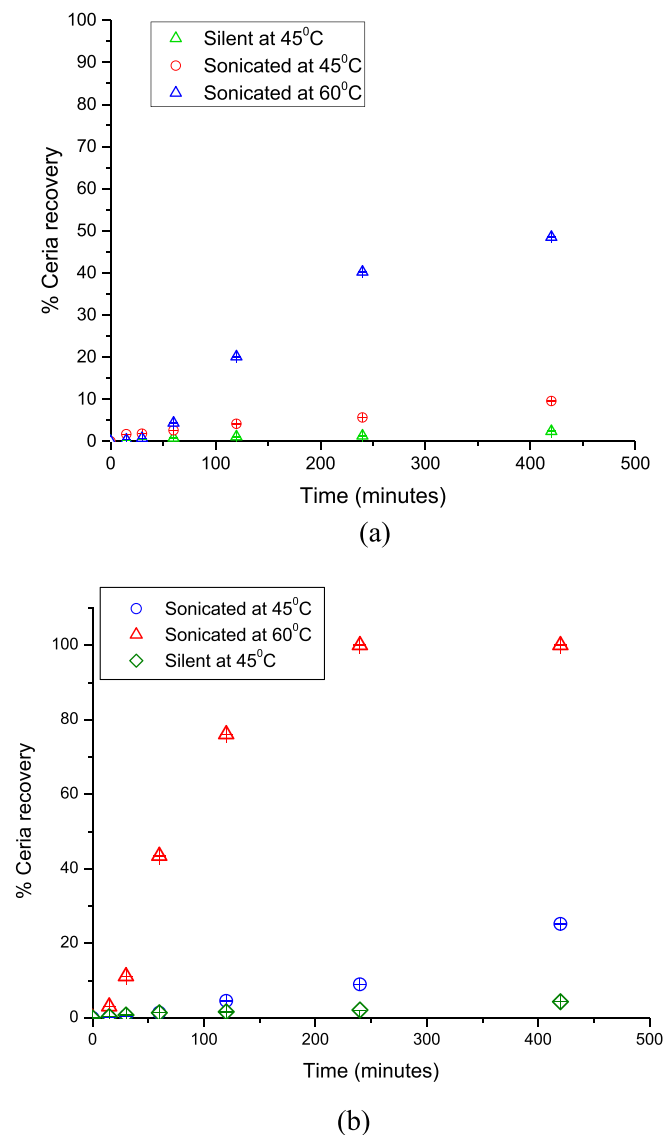 100
90
80
70
60
50
40
30
20
10
0
% Ceria recovery
Silent at 45⁰C
Sonicated at 45⁰C
Sonicated at 60⁰C
0 100 200 300 400 500
Time (minutes)
(a)
Sonicated at 45⁰C
Sonicated at 60⁰C
Silent at 45⁰C
100
80
60
40
20
0
% Ceria recovery
0 100 200 300 400 500
Time (minutes)
(b)